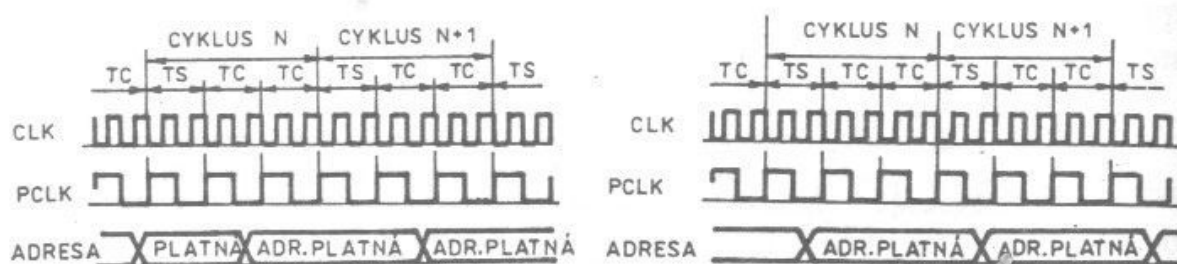 CYKLUS N CYKLUS N+1
TC TS TC TC TS TC TC TS
CLK
PCLK
ADRESA PLATNÁ ADR.PLATNÁ ADR.PLATNÁ
CYKLUS N CYKLUS N+1
TC TS TC TC TS TC TC TS
CLK
PCLK
ADRESA ADR.PLATNÁ ADR.PLATNÁ